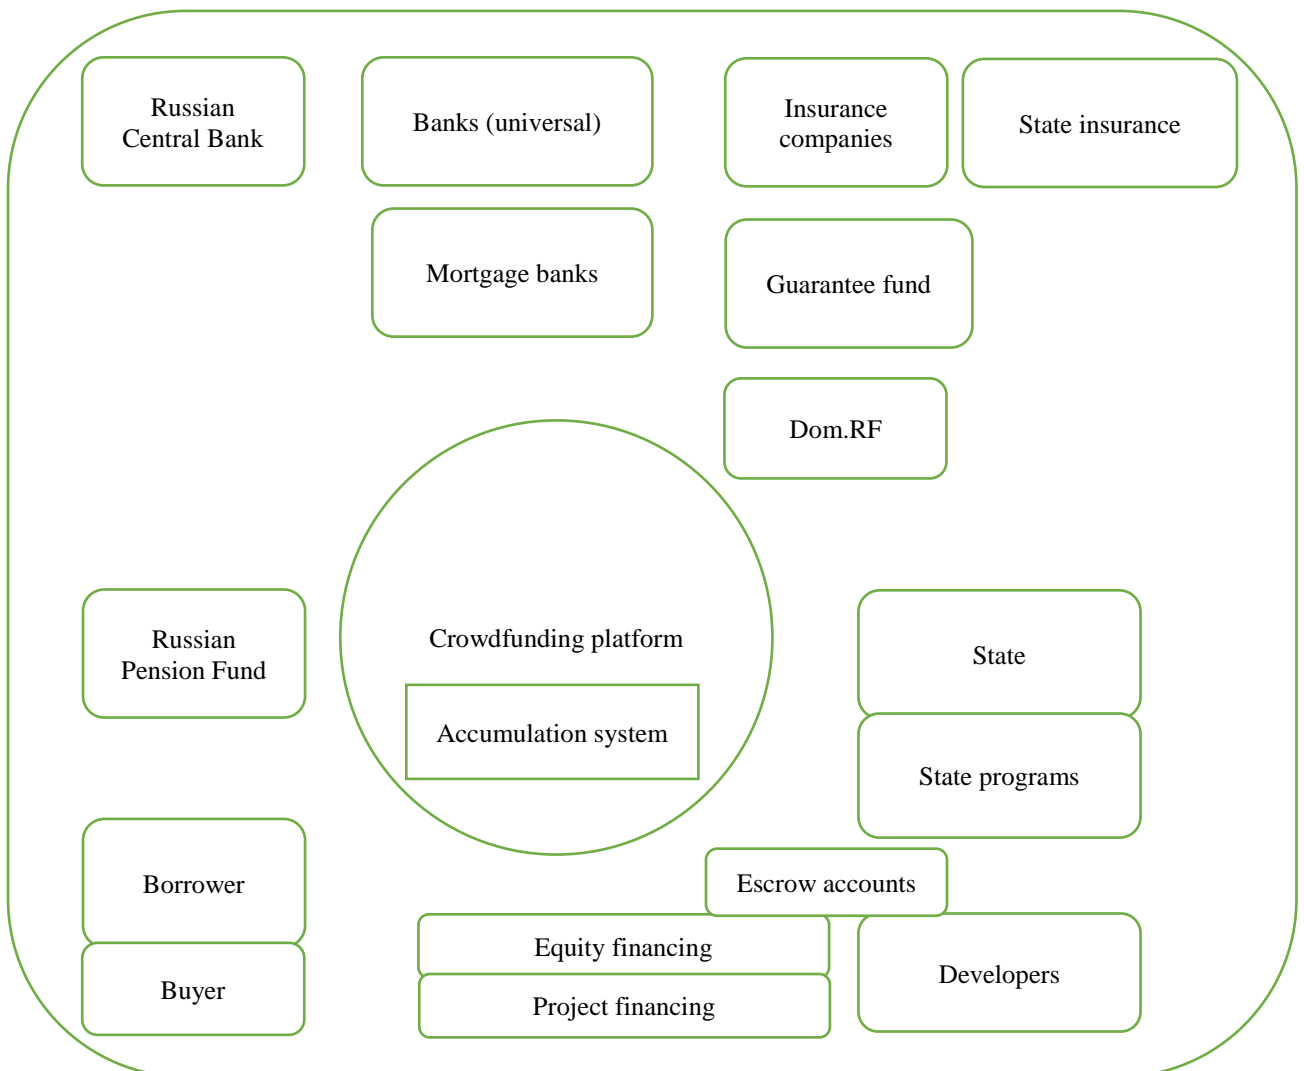 Russian
Central Bank
Banks (universal)
Insurance
companies
State insurance
Mortgage banks
Guarantee fund
Dom.RF
Russian
Pension Fund
Crowdfunding platform
Accumulation system
State
State programs
Borrower
Buyer
Escrow accounts
Equity financing
Project financing
Developers